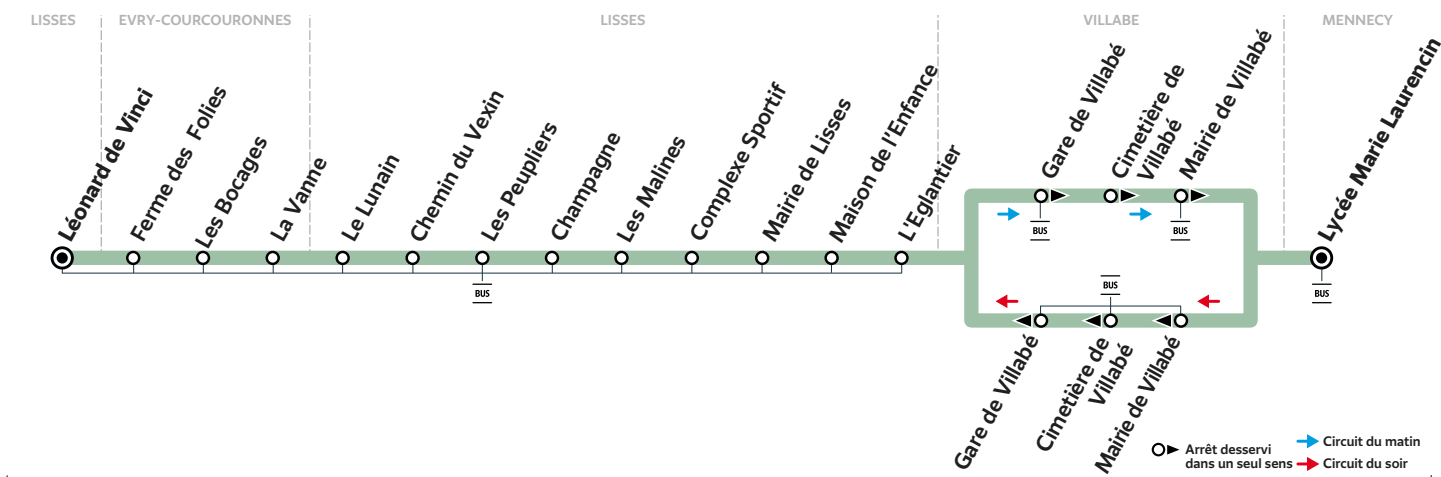 LISSES
EVRY-COURCOURONNES
LISSES
VILLABE
MENNECY
Léonard de Vinci
Ferme des Folies
Les Bocages
La Vanne
Le Lunain
Chemin du Vexin
Les Peupliers
Champagne
Les Malines
Complexe Sportif
Mairie de Lisses
Maison de l'Enfance
L'Eglantier
Gare de Villabé
Cimetière de
Villabé
Mairie de Villabé
Lycée Marie Laurencin
BUS
BUS
BUS
BUS
BUS
Gare de Villabé
Cimetière de
Villabé
Mairie de Villabé
Arrêt desservi
dans un seul sens
Circuit du matin
Circuit du soir